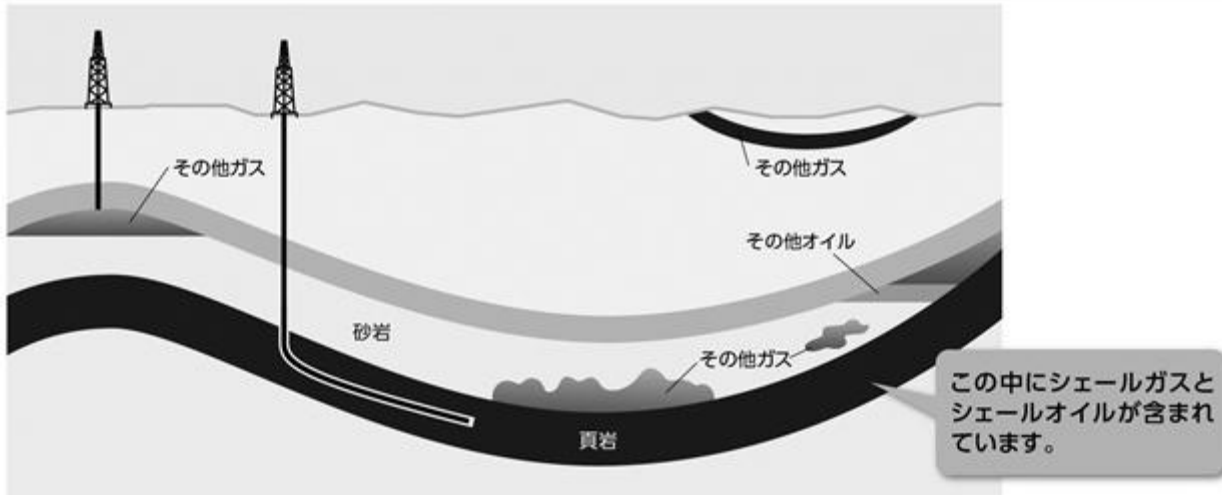 その他ガス
その他ガス
その他オイル
砂岩
その他ガス
頁岩
この中にシェールガスと
シェールオイルが含まれ
ています。